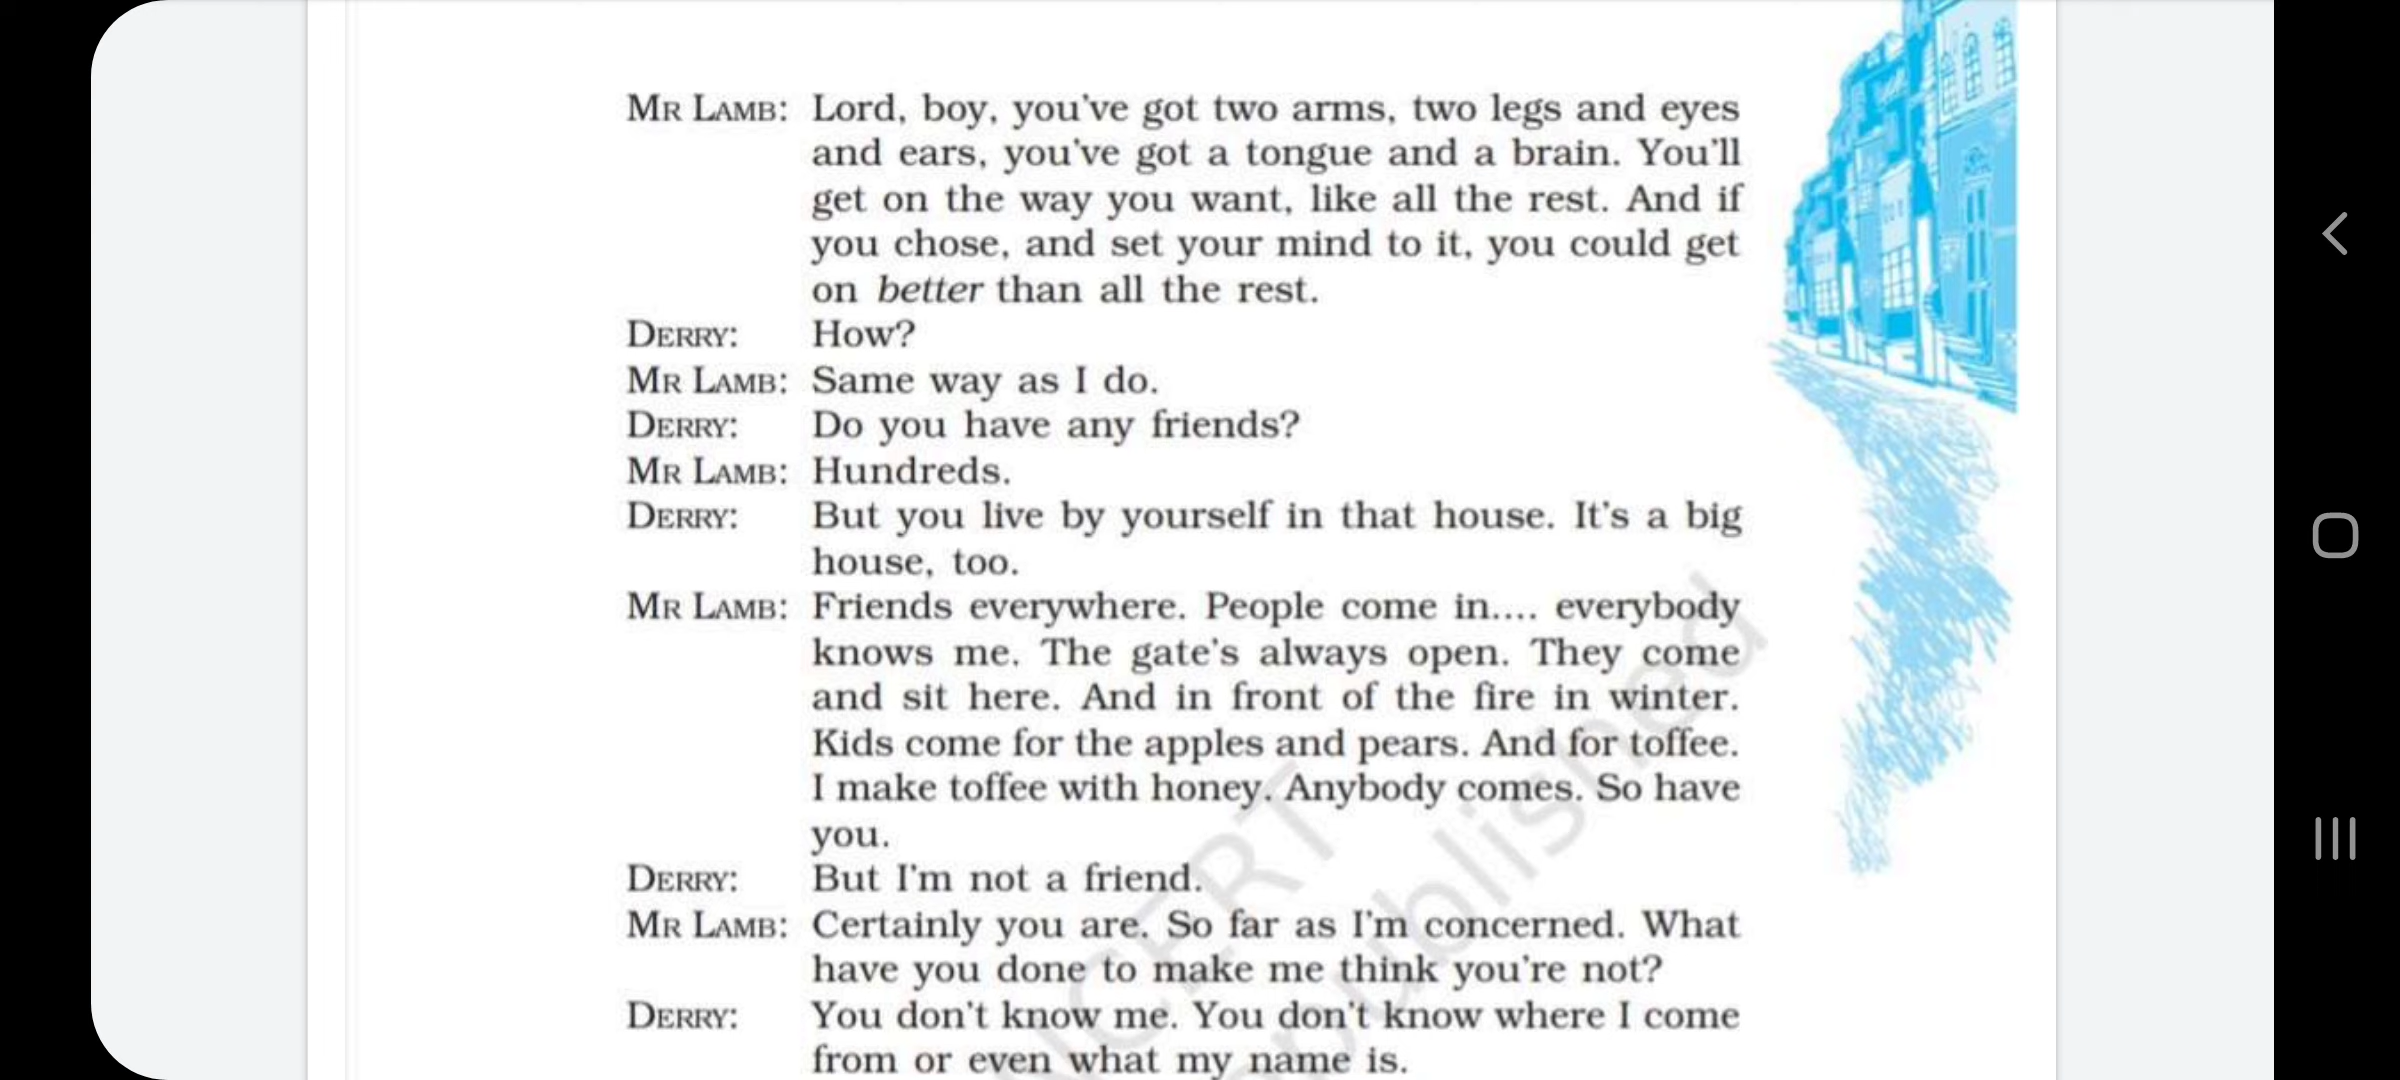 MR LAMB: Lord, boy, you've got two arms, two legs and eyes
and ears, you've got a tongue and a brain. You'll
get on the way you want, like all the rest. And if
you chose, and set your mind to it, you could get
on better than all the rest.
DERRY: How?
MR LAMB: Same way as I do.
DERRY: Do you have any friends?
MR LAMB: Hundreds.
DERRY: But you live by yourself in that house. It's a big
house, too.
MR LAMB: Friends everywhere. People come in.... everybody
knows me. The gate's always open. They come
and sit here. And in front of the fire in winter.
Kids come for the apples and pears. And for toffee.
I make toffee with honey. Anybody comes. So have
you.
DERRY: But I'm not a friend.
MR LAMB: Certainly you are. So far as I'm concerned. What
have you done to make me think you're not?
DERRY: You don't know me. You don't know where I come
from or even what my name is.
NCERT
published